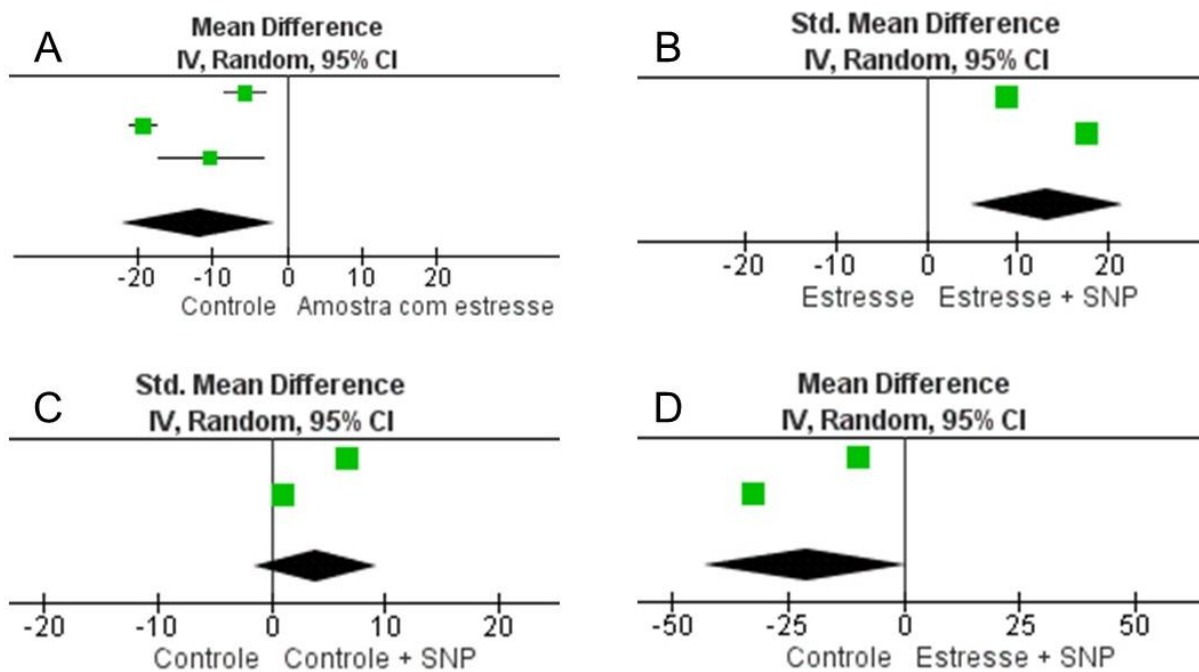 A
Mean Difference
IV, Random, 95% CI
-20 -10 0 10 20
Controle Amostra com estresse
B
Std. Mean Difference
IV, Random, 95% CI
-20 -10 0 10 20
Estresse Estresse + SNP
C
Std. Mean Difference
IV, Random, 95% CI
-20 -10 0 10 20
Controle Controle + SNP
D
Mean Difference
IV, Random, 95% CI
-50 -25 0 25 50
Controle Estresse + SNP